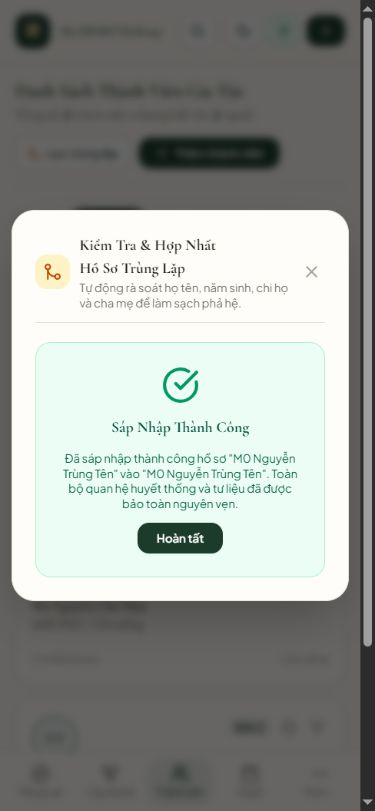 Kiểm Tra & Hợp Nhất
Hồ Sơ Trùng Lặp
Tự động rà soát họ tên, năm sinh, chi họ
và cha mẹ để làm sạch phả hệ.
Sáp Nhập Thành Công
Đã sáp nhập thành công hồ sơ "M0 Nguyễn
Trùng Tên" vào "M0 Nguyễn Trùng Tên". Toàn
bộ quan hệ huyết thống và tư liệu đã được
bảo toàn nguyên vẹn.
Hoàn tất